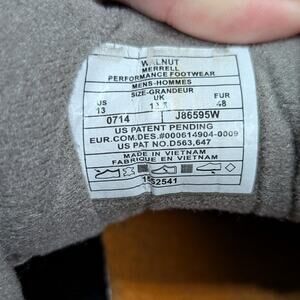 WALNUT
MERRELL
PERFORMANCE FOOTWEAR
MENS-HOMMES
SIZE-GRANDEUR
US UK EUR
13 48
0714 J86595W
US PATENT PENDING
EUR.COM.DES.#000614904-0009
US PAT NO.D563,647
MADE IN VIETNAM
FABRIQUE EN VIETNAM